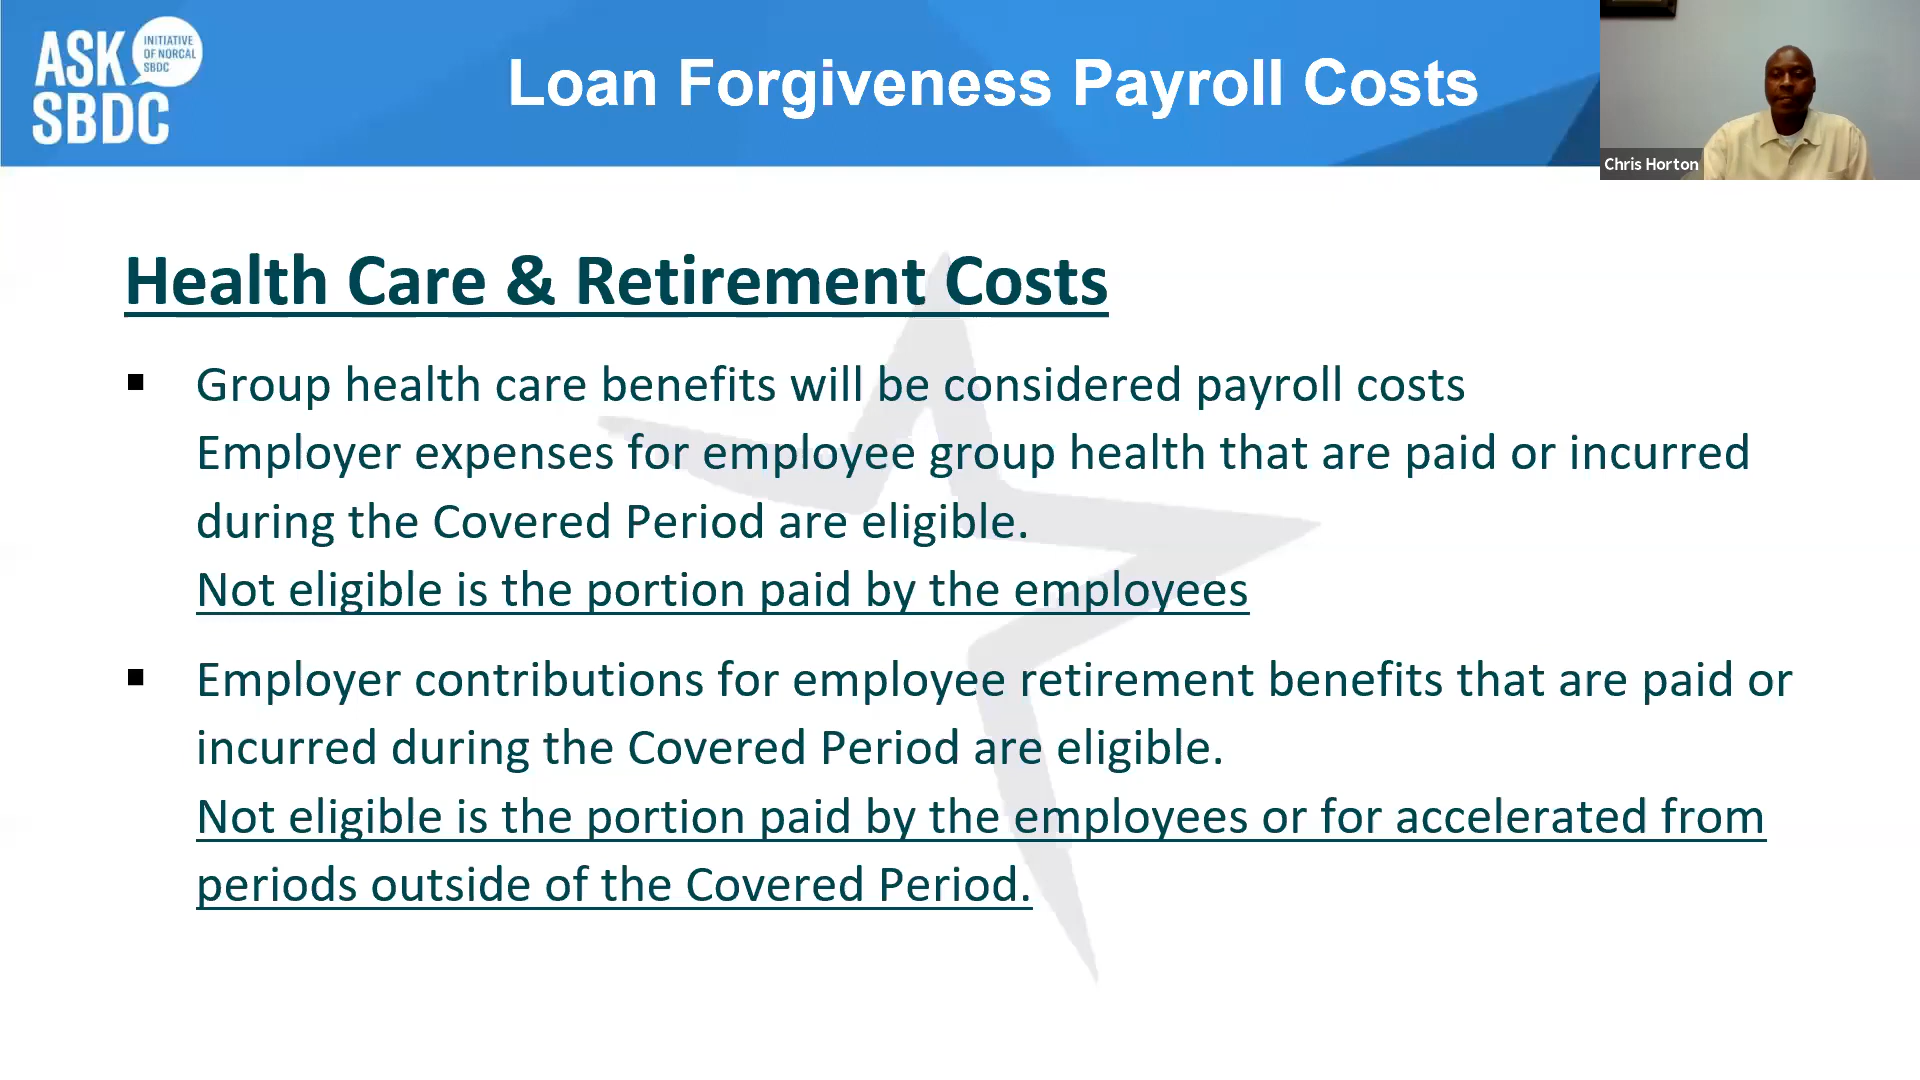 ASK
INITIATIVE
OF NORCAL
SBDC
SBDC
Loan Forgiveness Payroll Costs
Chris Horton
Health Care & Retirement Costs
▪ Group health care benefits will be considered payroll costs
Employer expenses for employee group health that are paid or incurred
during the Covered Period are eligible.
Not eligible is the portion paid by the employees
▪ Employer contributions for employee retirement benefits that are paid or
incurred during the Covered Period are eligible.
Not eligible is the portion paid by the employees or for accelerated from
periods outside of the Covered Period.